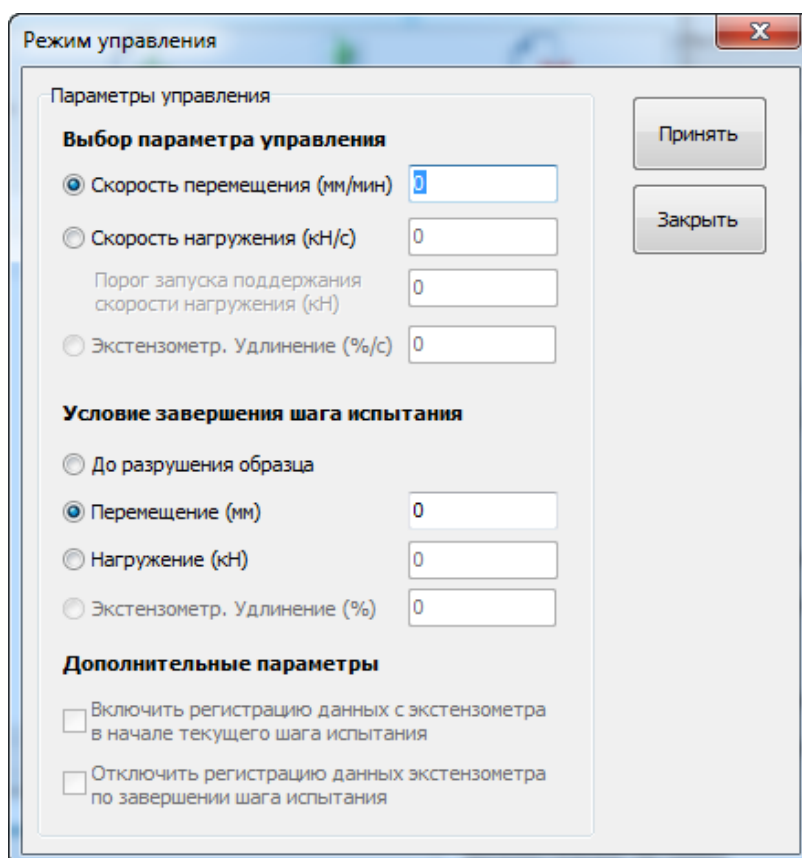 Режим управления
Параметры управления
Выбор параметра управления
Скорость перемещения (мм/мин) 0
Скорость нагружения (кН/с) 0
Порог запуска поддержания
скорости нагружения (кН) 0
Экстензометр. Удлинение (%/с) 0
Условие завершения шага испытания
До разрушения образца
Перемещение (мм) 0
Нагружение (кН) 0
Экстензометр. Удлинение (%) 0
Дополнительные параметры
Включить регистрацию данных с экстензометра
в начале текущего шага испытания
Отключить регистрацию данных экстензометра
по завершении шага испытания
Принять
Закрыть